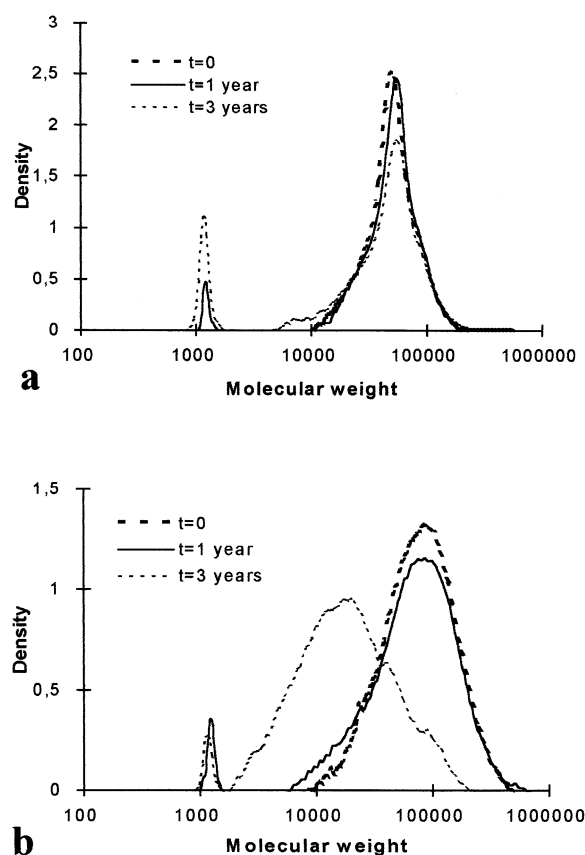 3
2,5
2
1,5
1
0,5
0
Density
t=0
t=1 year
t=3 years
100 1000 10000 100000 1000000
Molecular weight
a
1,5
1
0,5
0
Density
t=0
t=1 year
t=3 years
100 1000 10000 100000 1000000
Molecular weight
b